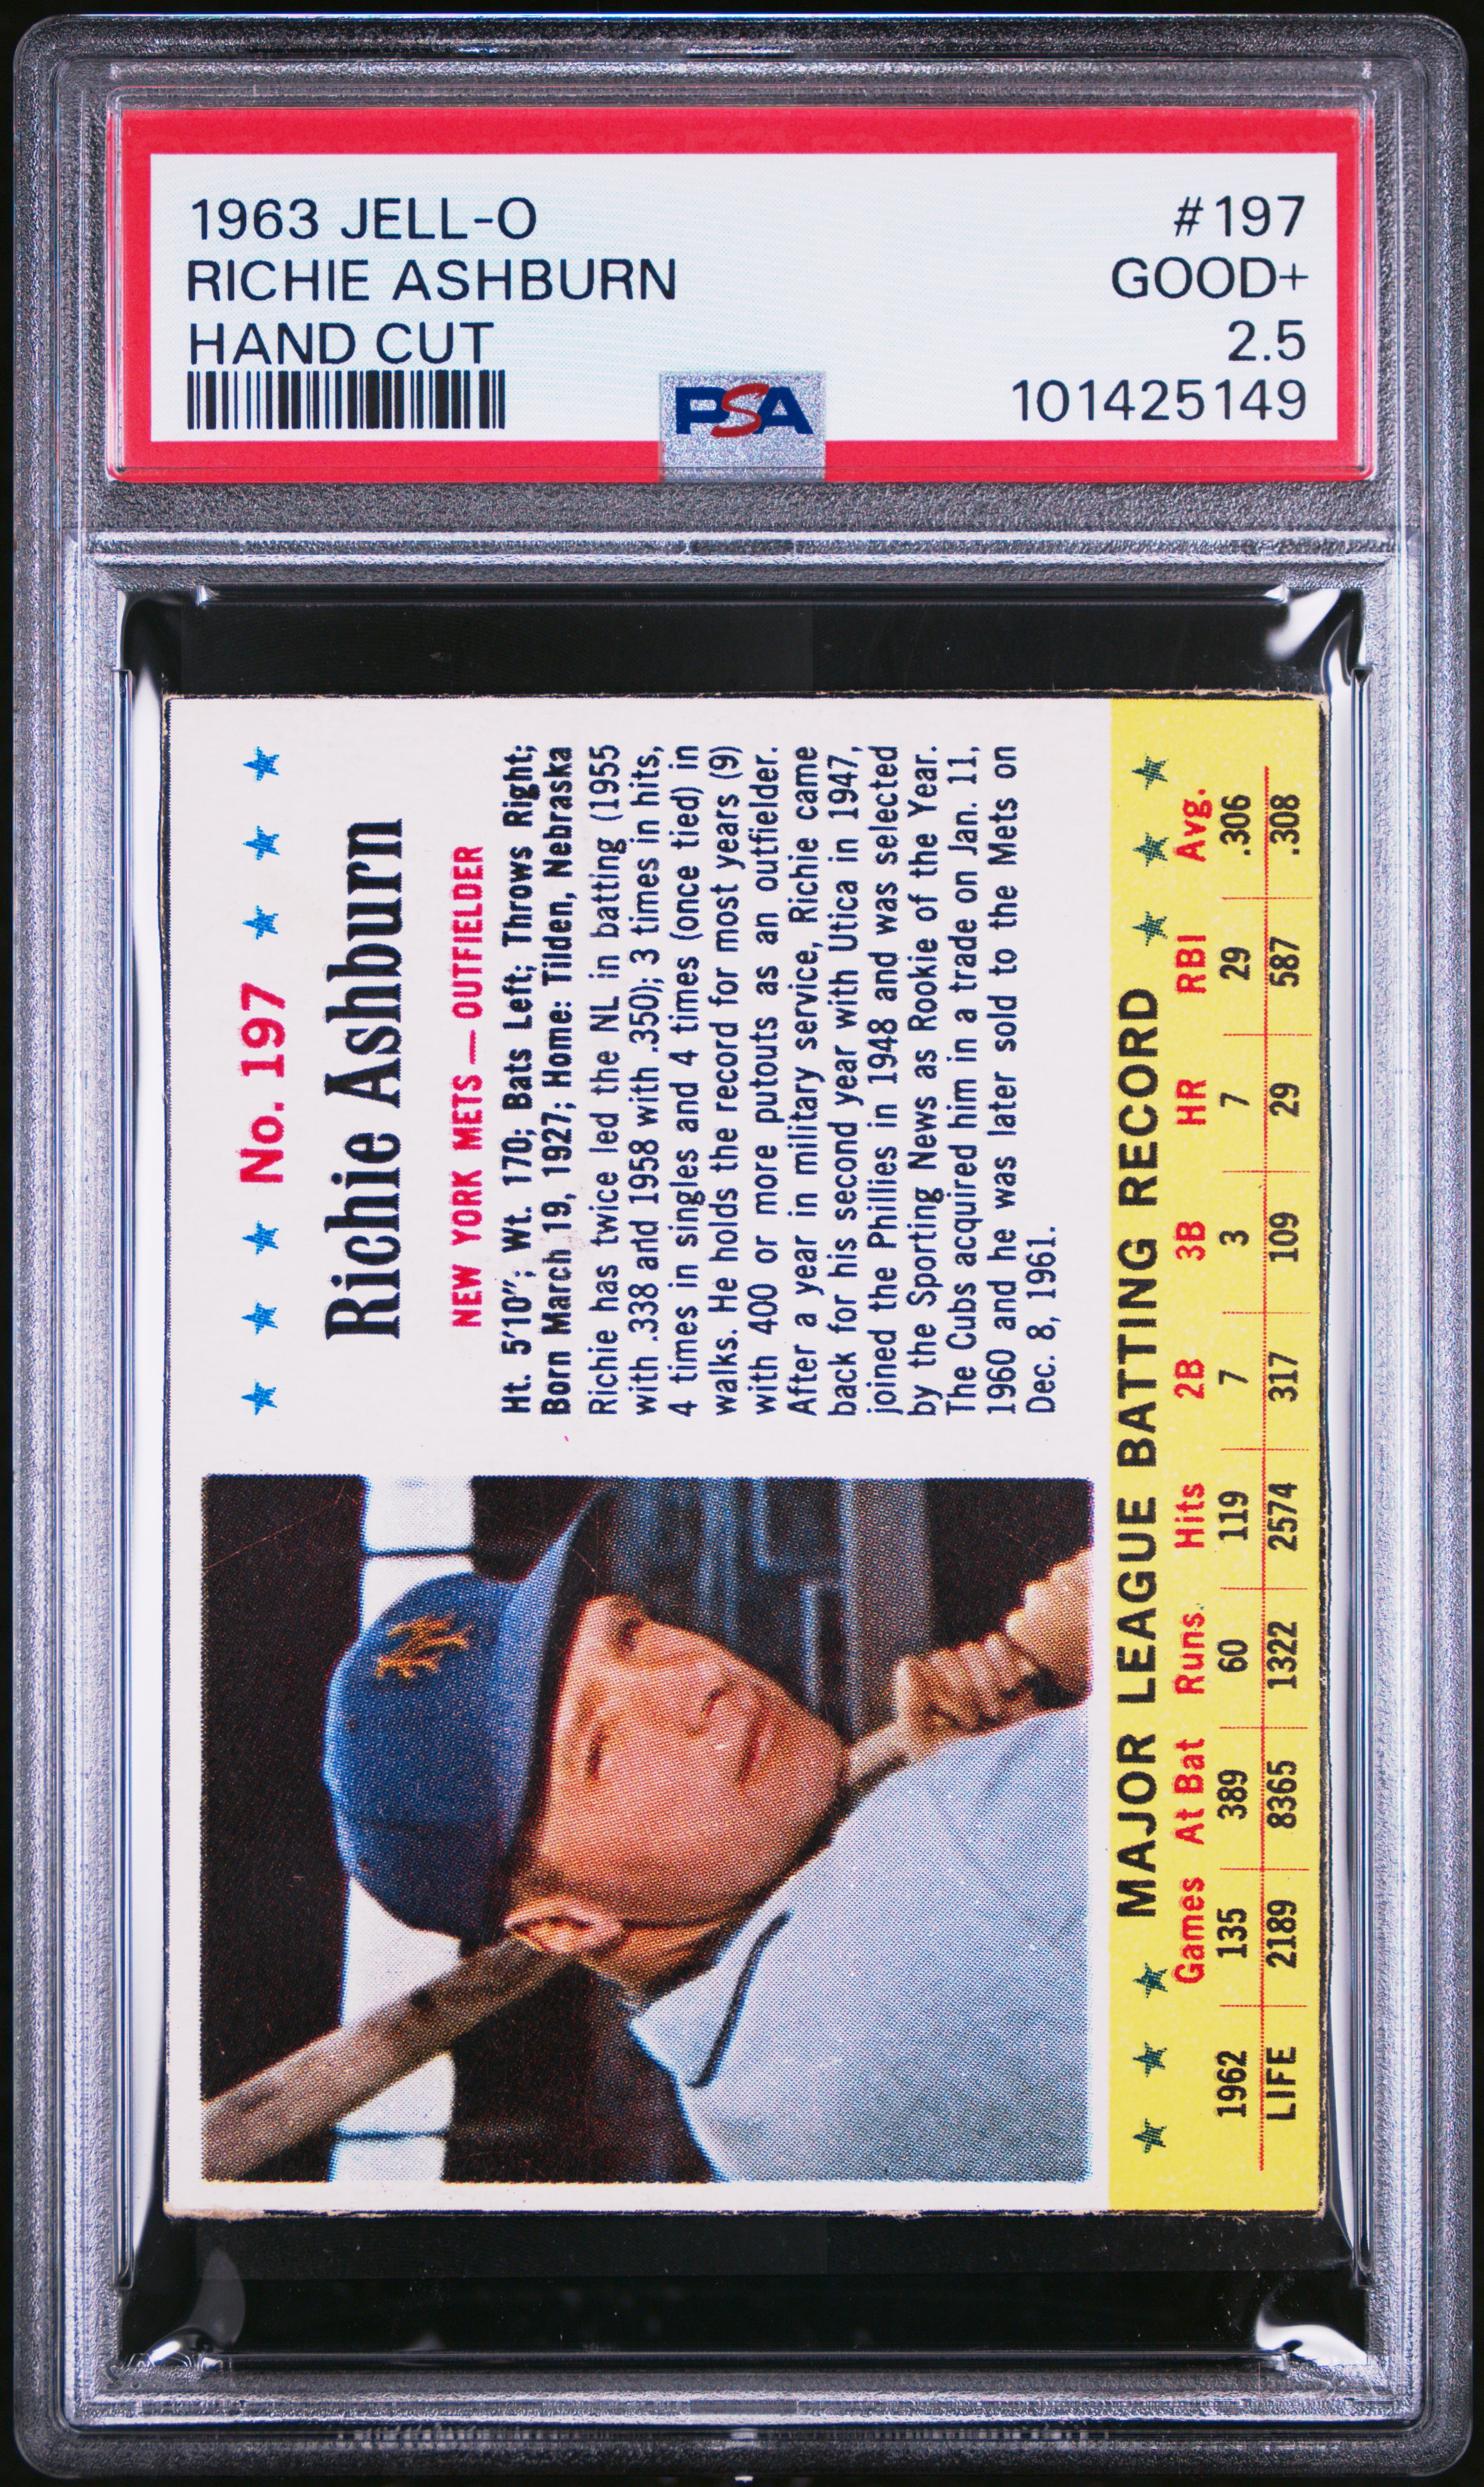 1963 JELL-O #197
RICHIE ASHBURN GOOD+
HAND CUT 2.5
PSA 101425149
No. 197
Richie Ashburn
NEW YORK METS — OUTFIELDER
Ht. 5'10"; Wt. 170; Bats Left; Throws Right;
Born March 19, 1927; Home: Tilden, Nebraska
Richie has twice led the NL in batting (1955
with .338 and 1958 with .350); 3 times in hits,
4 times in singles and 4 times (once tied) in
walks. He holds the record for most years (9)
with 400 or more putouts as an outfielder.
After a year in military service, Richie came
back for his second year with Utica in 1947,
joined the Phillies in 1948 and was selected
by the Sporting News as Rookie of the Year.
The Cubs acquired him in a trade on Jan. 11,
1960 and he was later sold to the Mets on
Dec. 8, 1961.
NY
MAJOR LEAGUE BATTING RECORD
Games At Bat Runs. Hits 2B 3B HR RBI Avg.
1962 135 389 60 119 7 3 7 29 .306
LIFE 2189 8365 1322 2574 317 109 29 587 .308